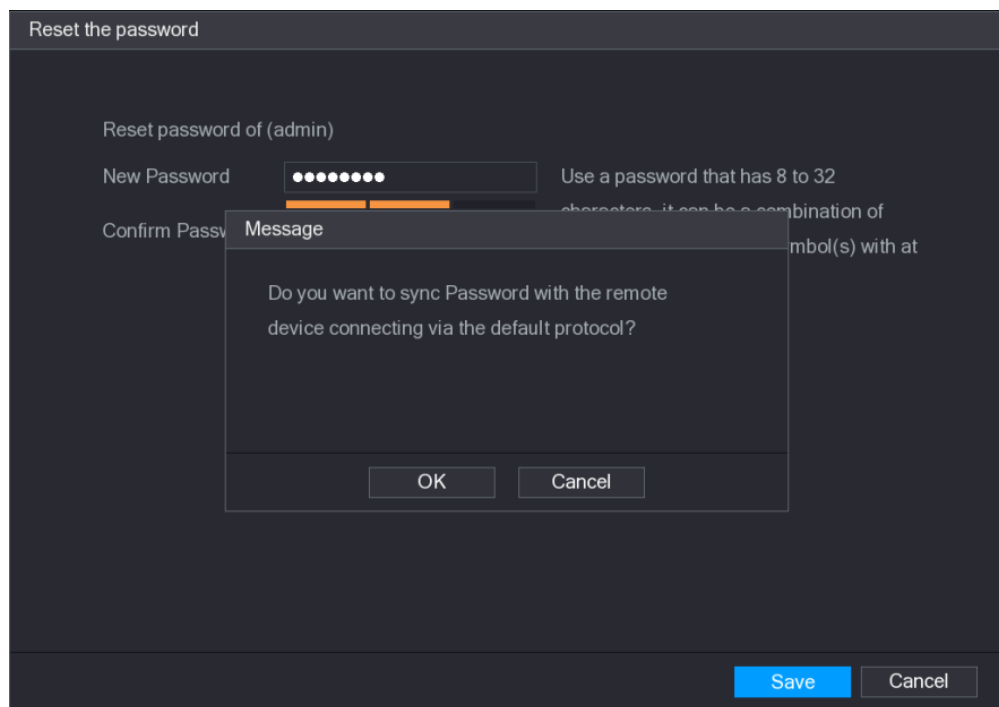 Reset the password
Reset password of (admin)
New Password ●●●●●●●●
Use a password that has 8 to 32
combination of
Confirm Passw
mbol(s) with at
Message
Do you want to sync Password with the remote
device connecting via the default protocol?
OK Cancel
Save Cancel